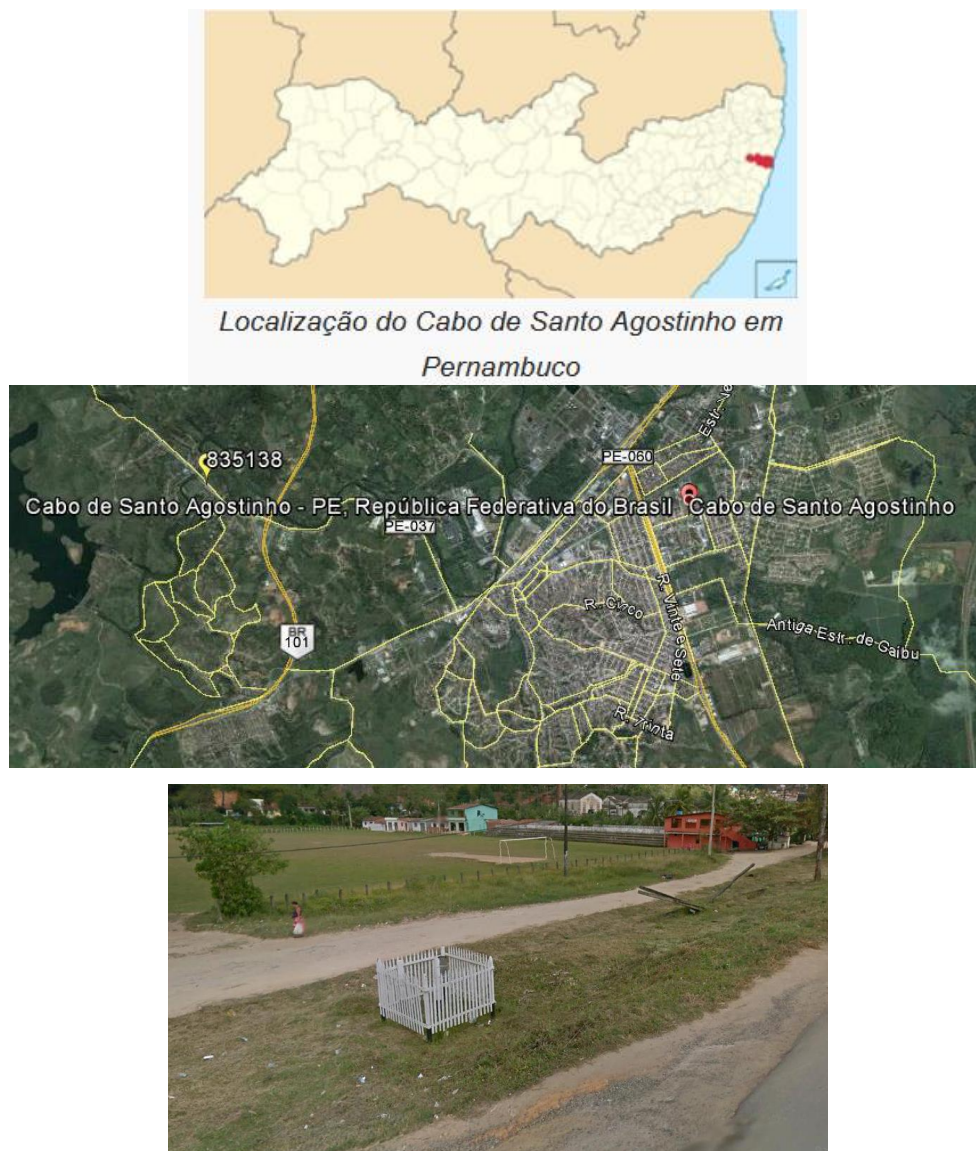 Localização do Cabo de Santo Agostinho em
Pernambuco
835138
PE-060
Cabo de Santo Agostinho - PE, República Federativa do Brasil
Cabo de Santo Agostinho
PE-037
R. Cinco
R. Vinte e Sete
BR
101
Antiga Estr. de Gaibu
R. Trinta